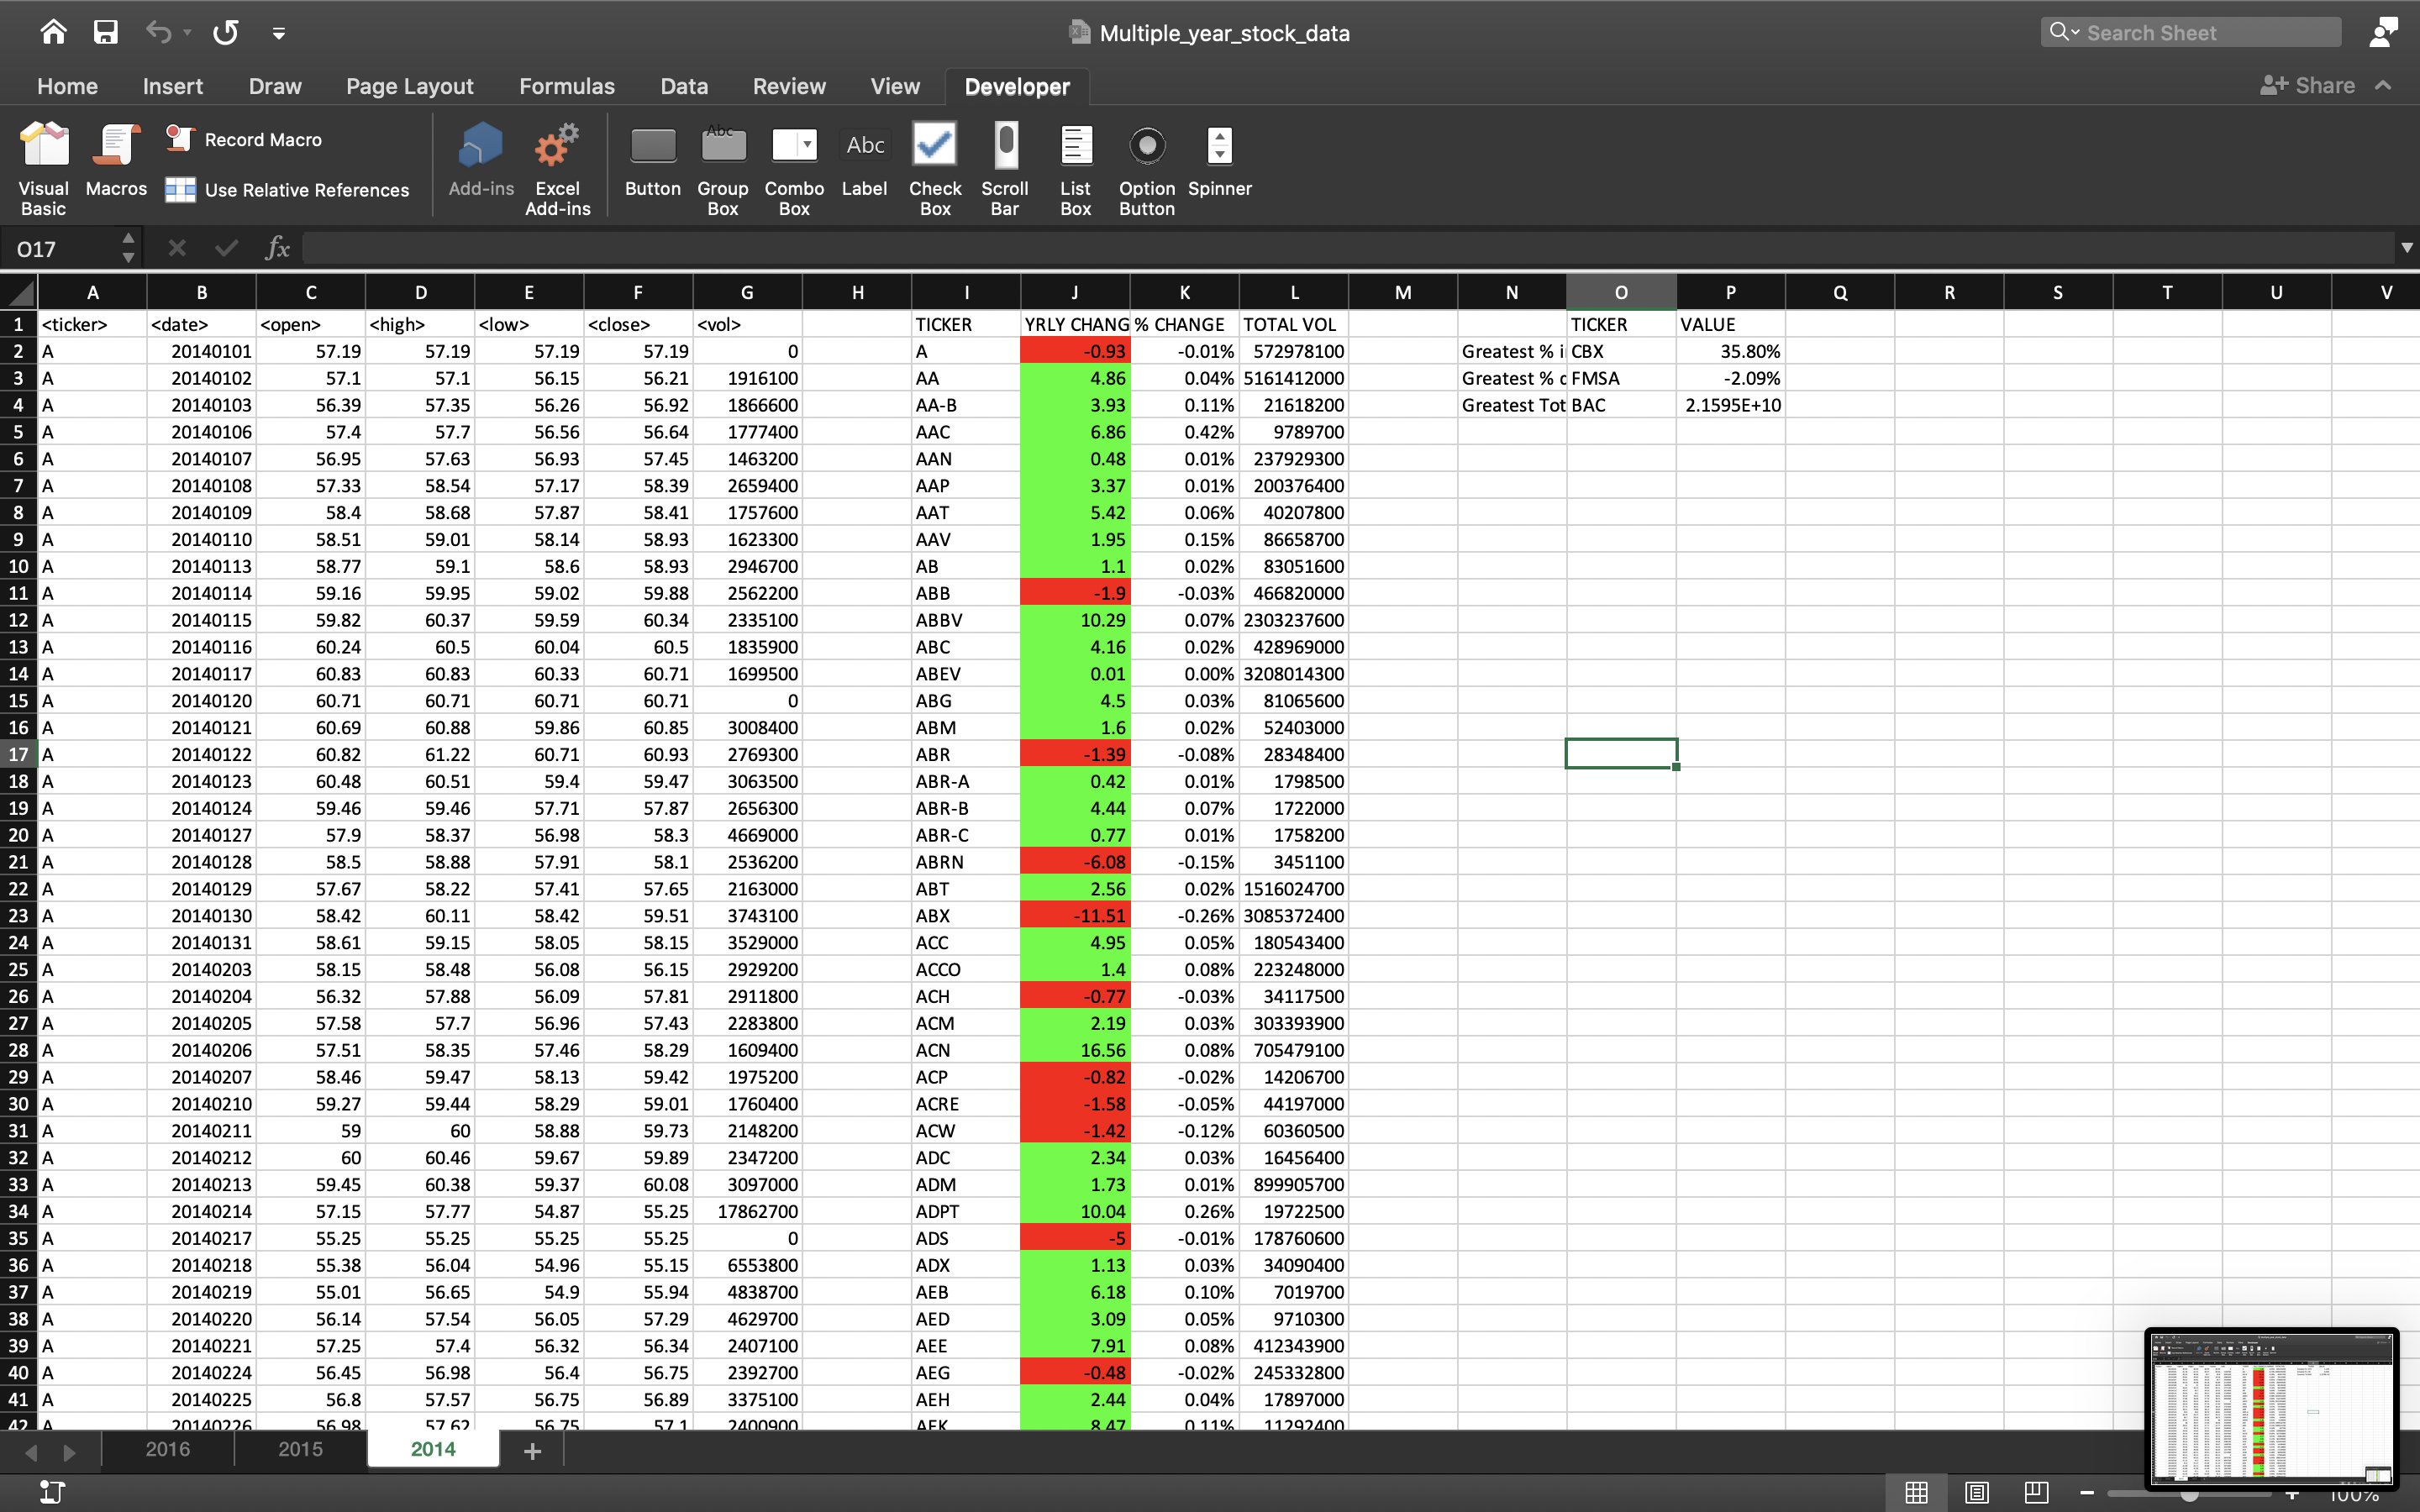 Multiple_year_stock_data
Search Sheet
Home Insert Draw Page Layout Formulas Data Review View Developer Share
Visual Basic Macros Record Macro Use Relative References Add-ins Excel Add-ins Button Abc Group Box Combo Box Abc Label Check Box Scroll Bar List Box Option Button Spinner
O17 fx
A B C D E F G H I J K L M N O P Q R S T U V
1 <ticker> <date> <open> <high> <low> <close> <vol> TICKER YRLY CHANG % CHANGE TOTAL VOL TICKER VALUE
2 A 20140101 57.19 57.19 57.19 57.19 0 A -0.93 -0.01% 572978100 Greatest % i CBX 35.80%
3 A 20140102 57.1 57.1 56.15 56.21 1916100 AA 4.86 0.04% 5161412000 Greatest % d FMSA -2.09%
4 A 20140103 56.39 57.35 56.26 56.92 1866600 AA-B 3.93 0.11% 21618200 Greatest Tot BAC 2.1595E+10
5 A 20140106 57.4 57.7 56.56 56.64 1777400 AAC 6.86 0.42% 9789700
6 A 20140107 56.95 57.63 56.93 57.45 1463200 AAN 0.48 0.01% 237929300
7 A 20140108 57.33 58.54 57.17 58.39 2659400 AAP 3.37 0.01% 200376400
8 A 20140109 58.4 58.68 57.87 58.41 1757600 AAT 5.42 0.06% 40207800
9 A 20140110 58.51 59.01 58.14 58.93 1623300 AAV 1.95 0.15% 86658700
10 A 20140113 58.77 59.1 58.6 58.93 2946700 AB 1.1 0.02% 83051600
11 A 20140114 59.16 59.95 59.02 59.88 2562200 ABB -1.9 -0.03% 466820000
12 A 20140115 59.82 60.37 59.59 60.34 2335100 ABBV 10.29 0.07% 2303237600
13 A 20140116 60.24 60.5 60.04 60.5 1835900 ABC 4.16 0.02% 428969000
14 A 20140117 60.83 60.83 60.33 60.71 1699500 ABEV 0.01 0.00% 3208014300
15 A 20140120 60.71 60.71 60.71 60.71 0 ABG 4.5 0.03% 81065600
16 A 20140121 60.69 60.88 59.86 60.85 3008400 ABM 1.6 0.02% 52403000
17 A 20140122 60.82 61.22 60.71 60.93 2769300 ABR -1.39 -0.08% 28348400
18 A 20140123 60.48 60.51 59.4 59.47 3063500 ABR-A 0.42 0.01% 1798500
19 A 20140124 59.46 59.46 57.71 57.87 2656300 ABR-B 4.44 0.07% 1722000
20 A 20140127 57.9 58.37 56.98 58.3 4669000 ABR-C 0.77 0.01% 1758200
21 A 20140128 58.5 58.88 57.91 58.1 2536200 ABRN -6.08 -0.15% 3451100
22 A 20140129 57.67 58.22 57.41 57.65 2163000 ABT 2.56 0.02% 1516024700
23 A 20140130 58.42 60.11 58.42 59.51 3743100 ABX -11.51 -0.26% 3085372400
24 A 20140131 58.61 59.15 58.05 58.15 3529000 ACC 4.95 0.05% 180543400
25 A 20140203 58.15 58.48 56.08 56.15 2929200 ACCO 1.4 0.08% 223248000
26 A 20140204 56.32 57.88 56.09 57.81 2911800 ACH -0.77 -0.03% 34117500
27 A 20140205 57.58 57.7 56.96 57.43 2283800 ACM 2.19 0.03% 303393900
28 A 20140206 57.51 58.35 57.46 58.29 1609400 ACN 16.56 0.08% 705479100
29 A 20140207 58.46 59.47 58.13 59.42 1975200 ACP -0.82 -0.02% 14206700
30 A 20140210 59.27 59.44 58.29 59.01 1760400 ACRE -1.58 -0.05% 44197000
31 A 20140211 59 60 58.88 59.73 2148200 ACW -1.42 -0.12% 60360500
32 A 20140212 60 60.46 59.67 59.89 2347200 ADC 2.34 0.03% 16456400
33 A 20140213 59.45 60.38 59.37 60.08 3097000 ADM 1.73 0.01% 899905700
34 A 20140214 57.15 57.77 54.87 55.25 17862700 ADPT 10.04 0.26% 19722500
35 A 20140217 55.25 55.25 55.25 55.25 0 ADS -5 -0.01% 178760600
36 A 20140218 55.38 56.04 54.96 55.15 6553800 ADX 1.13 0.03% 34090400
37 A 20140219 55.01 56.65 54.9 55.94 4838700 AEB 6.18 0.10% 7019700
38 A 20140220 56.14 57.54 56.05 57.29 4629700 AED 3.09 0.05% 9710300
39 A 20140221 57.25 57.4 56.32 56.34 2407100 AEE 7.91 0.08% 412343900
40 A 20140224 56.45 56.98 56.4 56.75 2392700 AEG -0.48 -0.02% 245332800
41 A 20140225 56.8 57.57 56.75 56.89 3375100 AEH 2.44 0.04% 17897000
42 A 20140226 56.98 57.62 56.75 57.1 2400900 AEK 8.47 0.11% 11292400
2016 2015 2014
100%